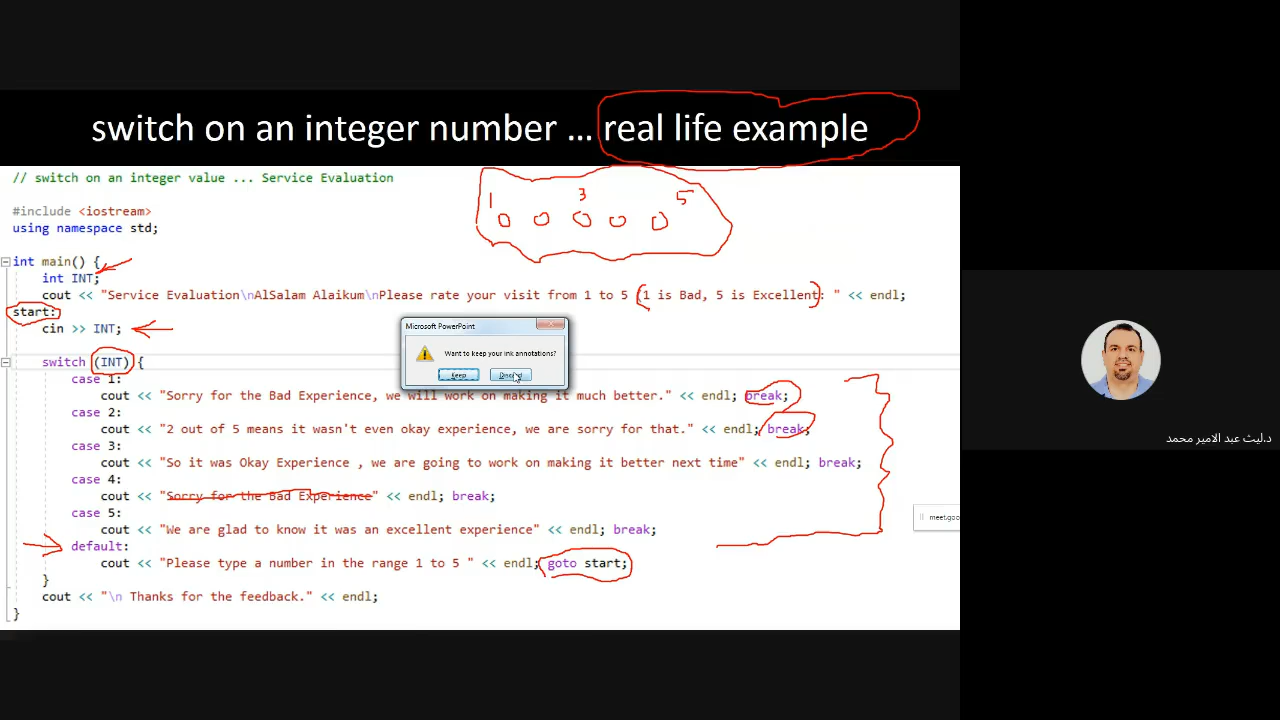 switch on an integer number ... real life example
// switch on an integer value ... Service Evaluation
1 3 5
#include <iostream>
using namespace std;
int main() {
int INT;
cout << "Service Evaluation\nAlSalam Alaikum\nPlease rate your visit from 1 to 5 (1 is Bad, 5 is Excellent): " << endl;
start:
cin >> INT;
Microsoft PowerPoint
Want to keep your ink annotations?
Keep Discard
switch (INT) {
case 1:
cout << "Sorry for the Bad Experience, we will work on making it much better." << endl; break;
case 2:
cout << "2 out of 5 means it wasn't even okay experience, we are sorry for that." << endl; break;
case 3:
cout << "So it was Okay Experience , we are going to work on making it better next time" << endl; break;
case 4:
cout << "Sorry for the Bad Experience" << endl; break;
case 5:
cout << "We are glad to know it was an excellent experience" << endl; break;
default:
cout << "Please type a number in the range 1 to 5 " << endl; goto start;
}
cout << "\n Thanks for the feedback." << endl;
}
د.ليث عبد الامير محمد
meet.goo